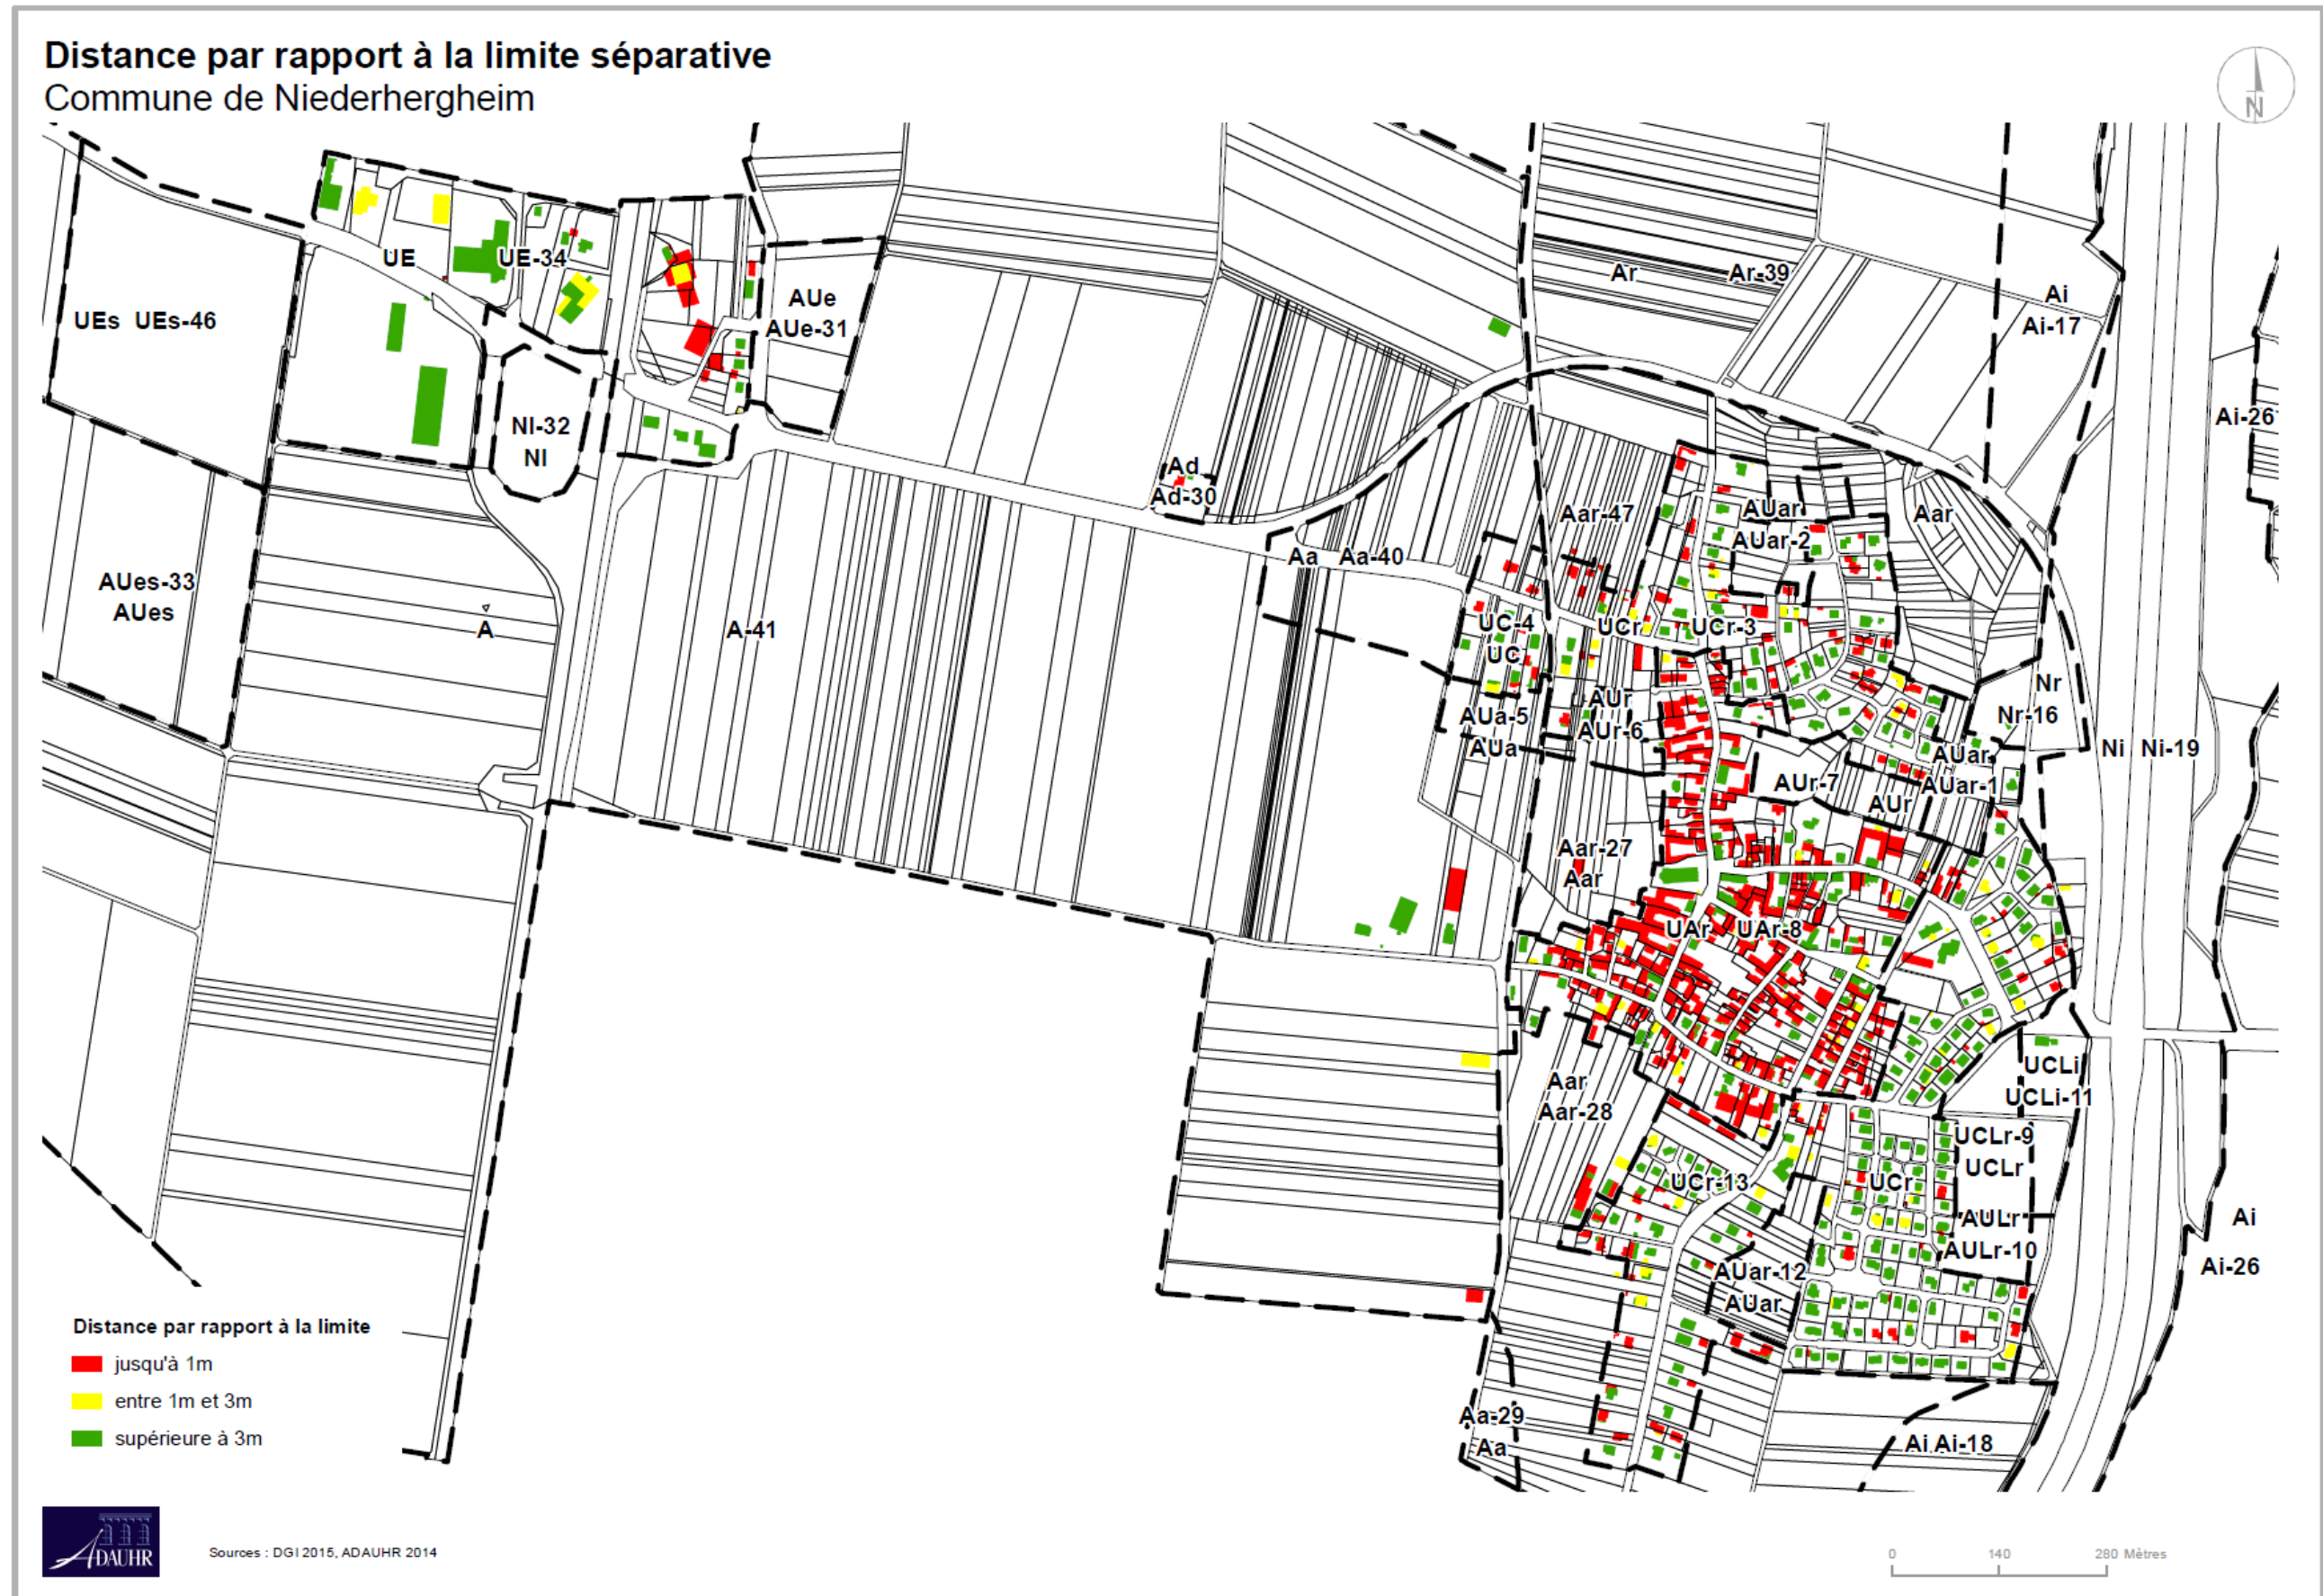 Distance par rapport à la limite séparative
Commune de Niederhergheim
N
UE
UE-34
UEs UEs-46
AUe
AUe-31
NI-32
NI
Ar
Ar-39
Ai
Ai-17
Ai-26
Ad
Ad-30
Aar-47
AUar
AUar-2
Aar
Aa Aa-40
AUes-33
AUes
A
A-41
UC-4
UC
UCr
UCr-3
AUr
AUr-6
AUa-5
AUa
Nr
Nr-16
Ni Ni-19
AUar
AUar-1
AUr-7
AUr
Aar-27
Aar
UAr UAr-8
Aar
Aar-28
UCLi
UCLi-11
UCLr-9
UCLr
UCr-13
UCr
AULr
AULr-10
Ai
Ai-26
AUar-12
AUar
Aa-29
Aa
Ai Ai-18
Distance par rapport à la limite
jusqu'à 1m
entre 1m et 3m
supérieure à 3m
ADAUHR
Sources : DGI 2015, ADAUHR 2014
0 140 280 Mètres